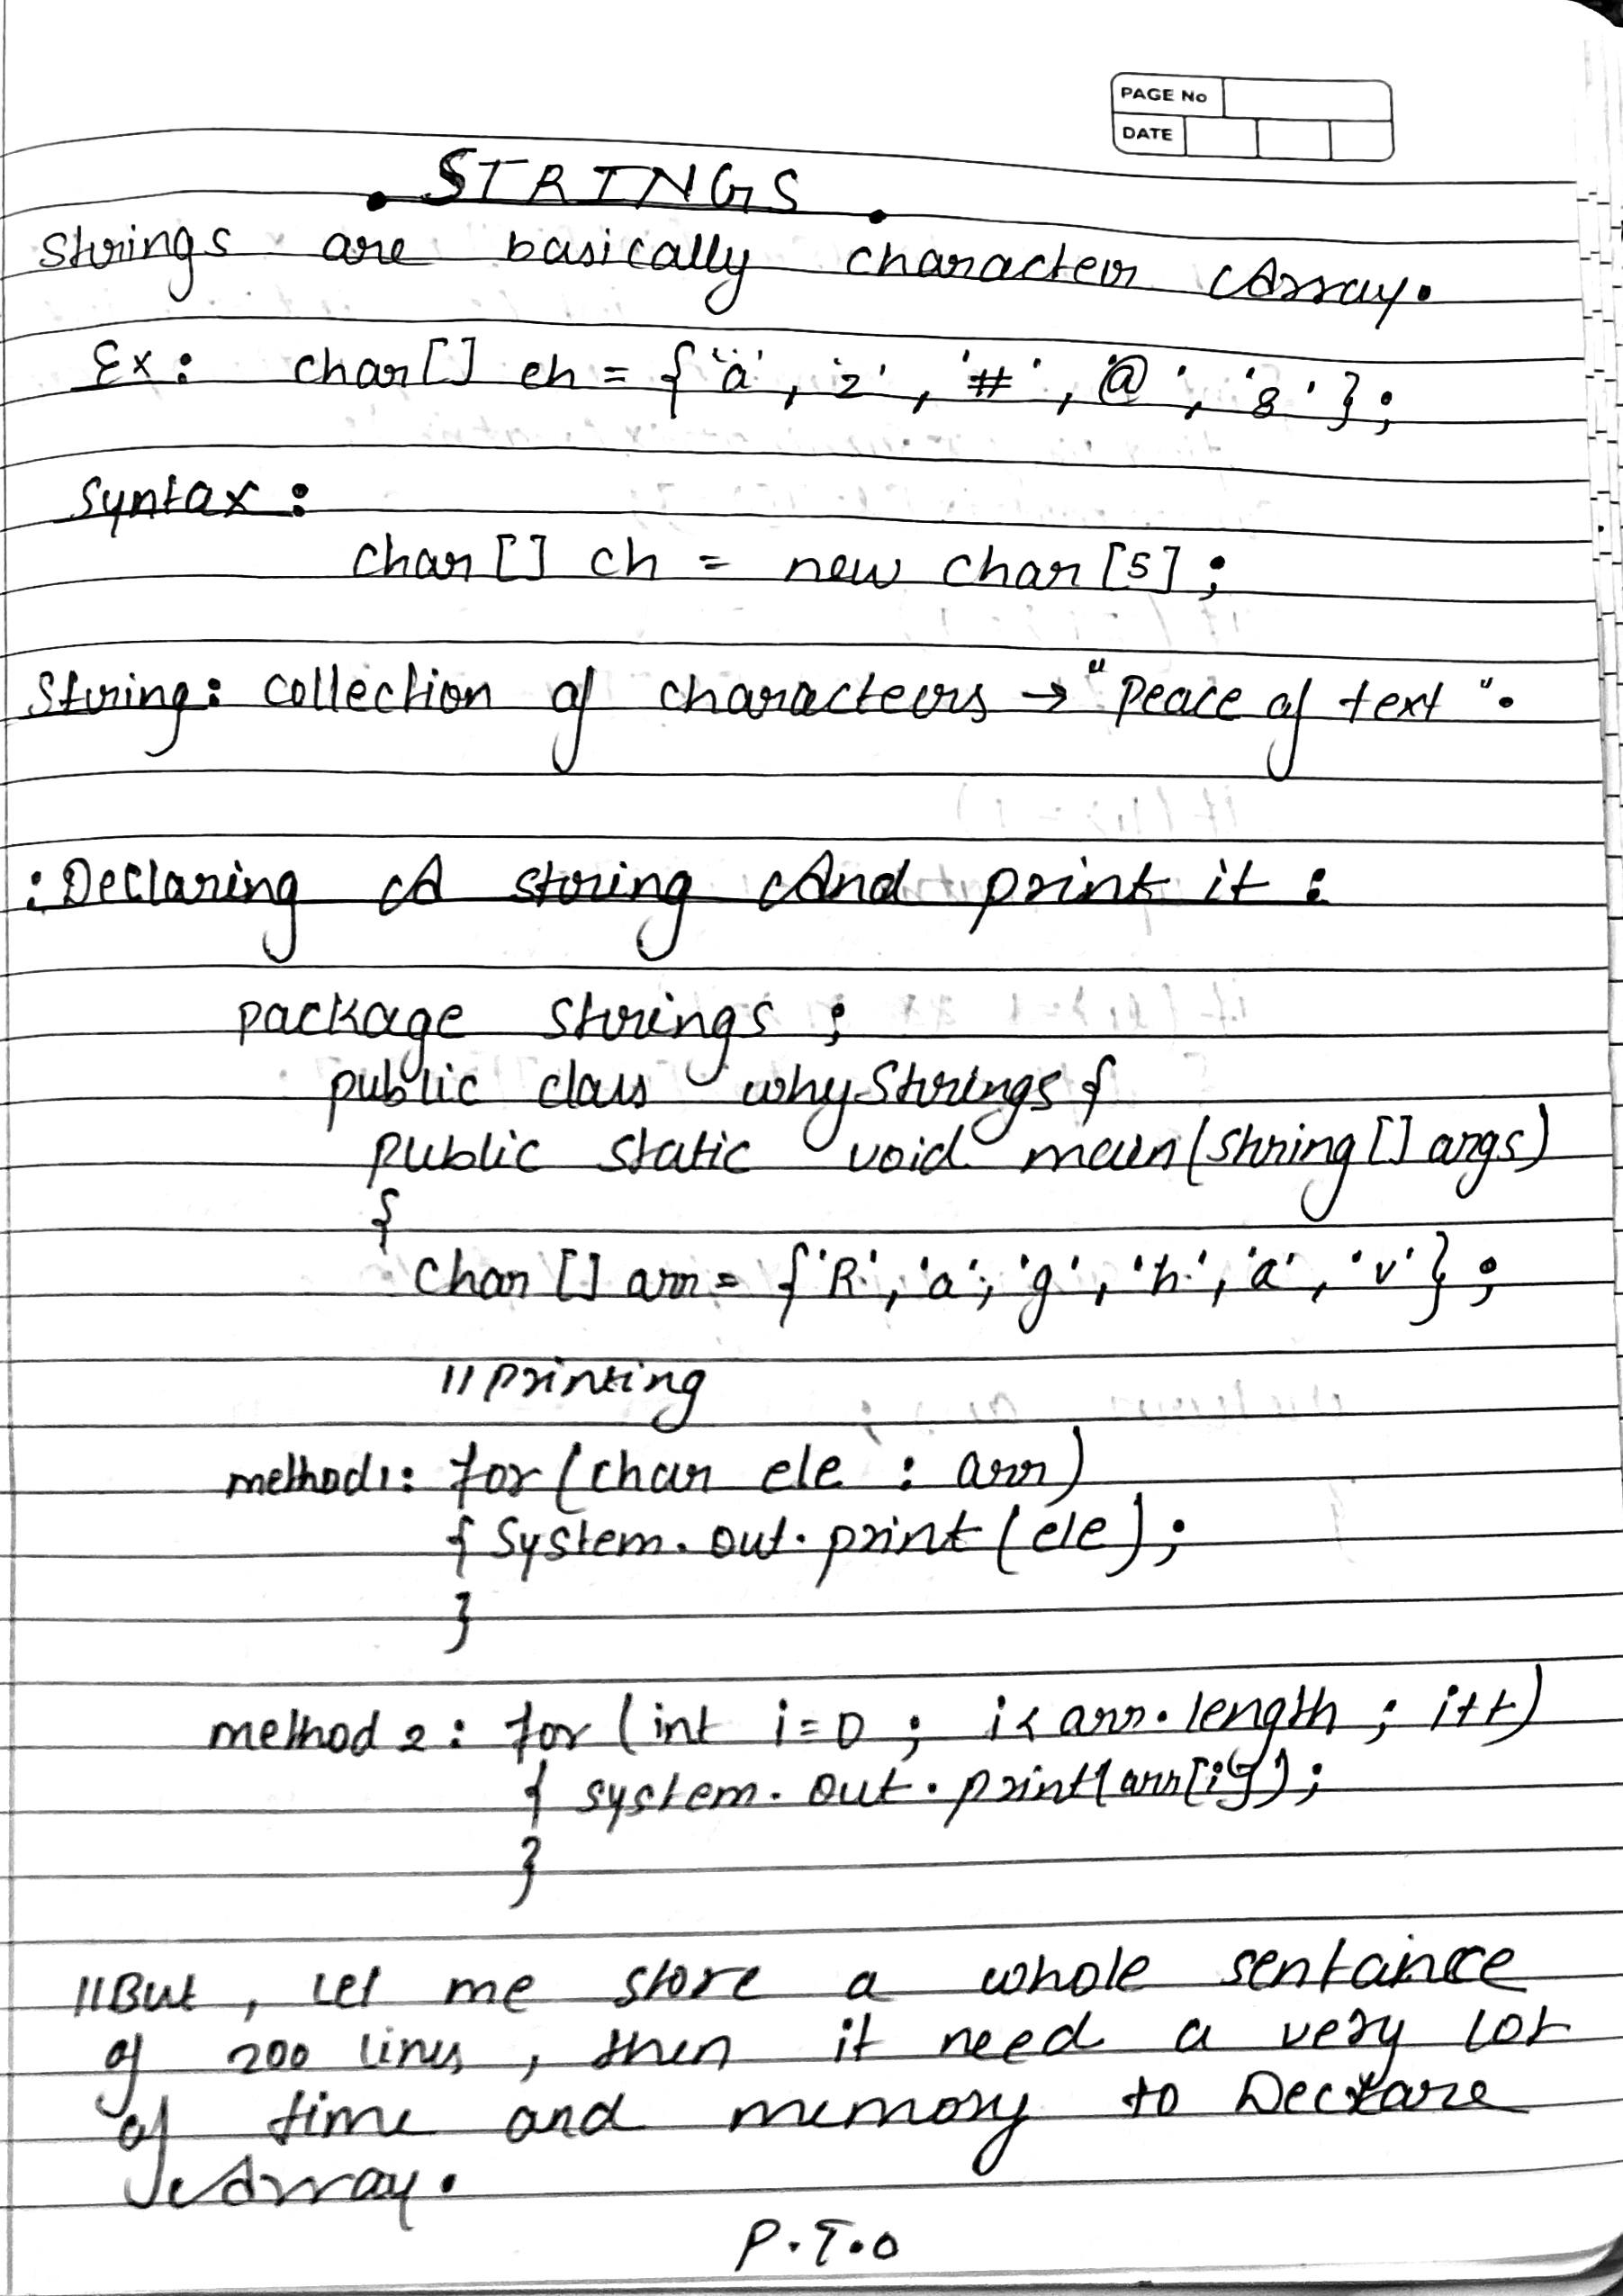 PAGE No
DATE
STRINGS
Strings are basically character Array.
Ex: char[] ch = {'a', 'z', '#', '@', '8'};
Syntax:
char[] ch = new char[5];
String: collection of characters → "Peace of text".
: Declaring A string And print it :
package strings ;
public class whyStrings {
public static void main(string[] args)
{
char [] arr = {'R', 'a', 'g', 'h', 'a', 'v'} ;
//printing
method1: for (char ele : arr)
{ System.out.print(ele);
}
method 2: for (int i=0 ; i< arr.length ; i++)
{ system.out.print(arr[i]);
}
//But, let me store a whole sentance
of 200 lines, then it need a very lot
of time and memory to Declare
Array.
P.T.O